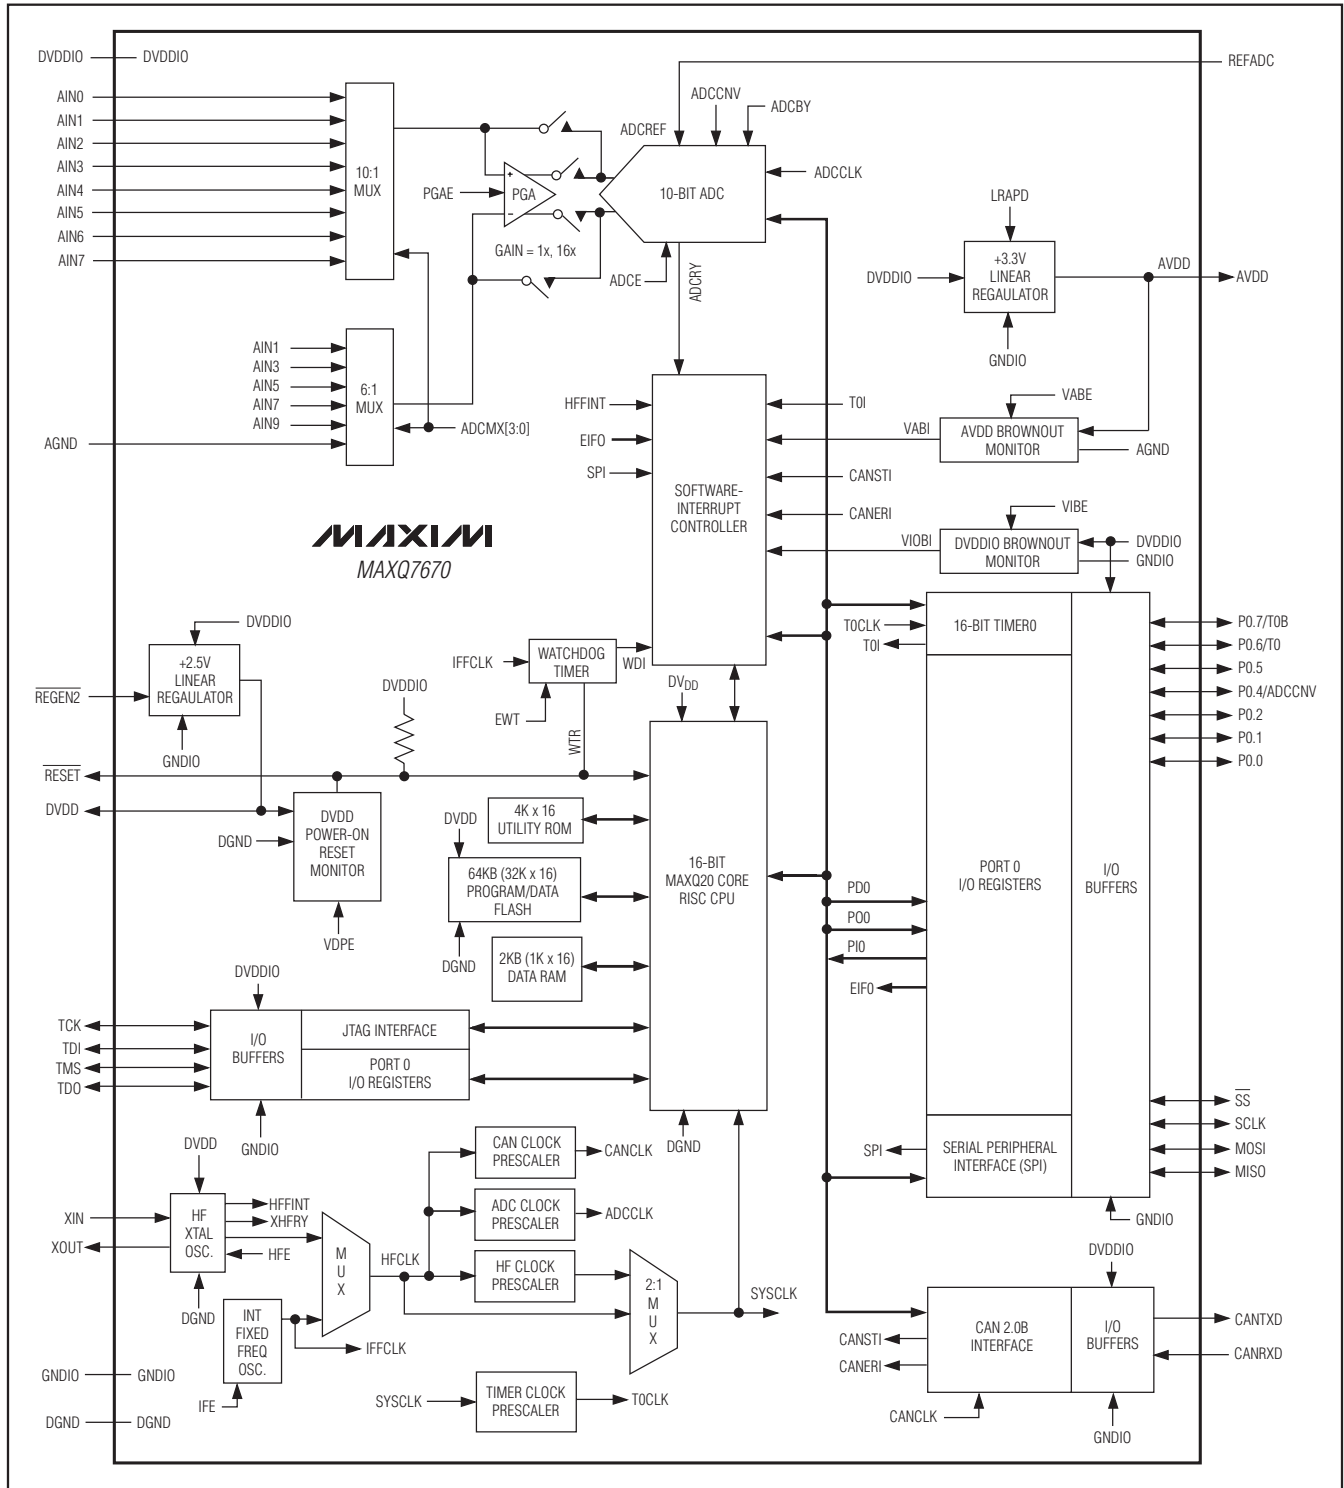 DVDDIO
DVDDIO
REFADC
AIN0
AIN1
AIN2
AIN3
AIN4
AIN5
AIN6
AIN7
10:1
MUX
PGAE
PGA
+
−
GAIN = 1x, 16x
ADCREF
ADCCNV
ADCBY
10-BIT ADC
ADCCLK
ADCE
ADCRY
LRAPD
DVDDIO
+3.3V
LINEAR
REGAULATOR
GNDIO
AVDD
AVDD
AIN1
AIN3
AIN5
AIN7
AIN9
AGND
6:1
MUX
ADCMX[3:0]
HFFINT
EIFO
SPI
SOFTWARE-
INTERRUPT
CONTROLLER
T0I
VABI
CANSTI
CANERI
VIOBI
VABE
AVDD BROWNOUT
MONITOR
AGND
VIBE
DVDDIO BROWNOUT
MONITOR
DVDDIO
GNDIO
MAXIM
MAXQ7670
DVDDIO
+2.5V
LINEAR
REGAULATOR
REGEN2
GNDIO
DVDDIO
IFFCLK
WATCHDOG
TIMER
WDI
EWT
WTR
DVDD
RESET
DVDD
DGND
DVDD
POWER-ON
RESET
MONITOR
VDPE
4K x 16
UTILITY ROM
DVDD
64KB (32K x 16)
PROGRAM/DATA
FLASH
DGND
2KB (1K x 16)
DATA RAM
16-BIT
MAXQ20 CORE
RISC CPU
DGND
T0CLK
T0I
16-BIT TIMER0
PORT 0
I/O REGISTERS
I/O
BUFFERS
PD0
PO0
PI0
EIF0
SPI
SERIAL PERIPHERAL
INTERFACE (SPI)
P0.7/T0B
P0.6/T0
P0.5
P0.4/ADCCNV
P0.2
P0.1
P0.0
SS
SCLK
MOSI
MISO
GNDIO
DVDDIO
TCK
TDI
TMS
TDO
I/O
BUFFERS
JTAG INTERFACE
PORT 0
I/O REGISTERS
GNDIO
DVDD
XIN
XOUT
HF
XTAL
OSC.
HFFINT
XHFRY
HFE
DGND
INT
FIXED
FREQ
OSC.
IFE
IFFCLK
M
U
X
HFCLK
CAN CLOCK
PRESCALER
CANCLK
ADC CLOCK
PRESCALER
ADCCLK
HF CLOCK
PRESCALER
2:1
M
U
X
SYSCLK
SYSCLK
TIMER CLOCK
PRESCALER
T0CLK
DVDDIO
CAN 2.0B
INTERFACE
I/O
BUFFERS
CANSTI
CANERI
CANCLK
GNDIO
CANTXD
CANRXD
GNDIO
GNDIO
DGND
DGND